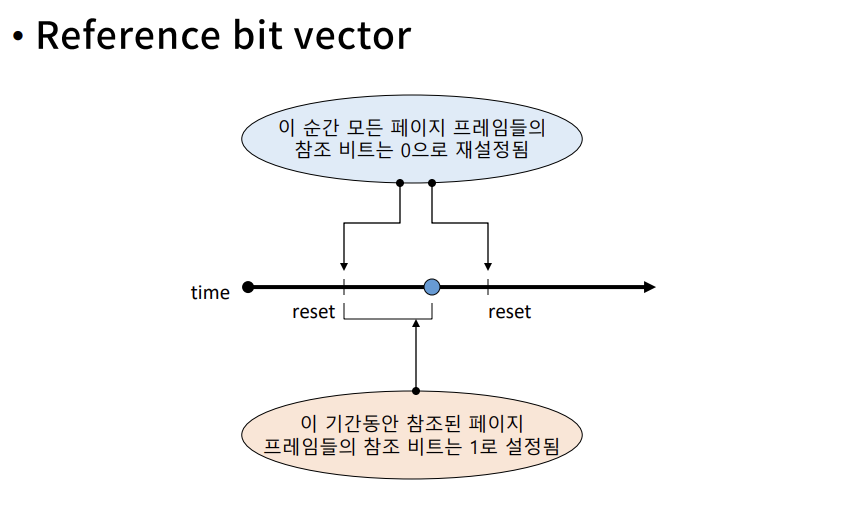 • Reference bit vector
이 순간 모든 페이지 프레임들의
참조 비트는 0으로 재설정됨
time
reset
reset
이 기간동안 참조된 페이지
프레임들의 참조 비트는 1로 설정됨